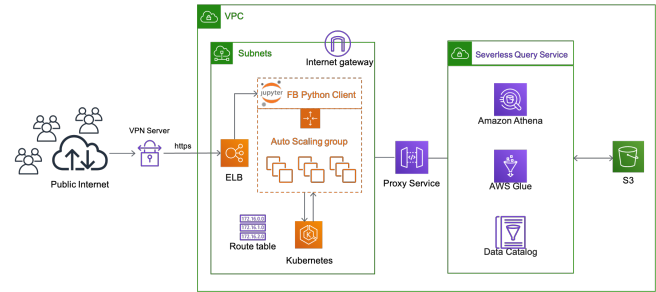 VPC
Subnets
Internet gateway
Severless Query Service
jupyter
FB Python Client
VPN Server
https
Auto Scaling group
Public Internet
ELB
Proxy Service
Amazon Athena
AWS Glue
S3
172.16.0.0
172.16.1.0
172.16.2.0
Route table
Kubernetes
Data Catalog